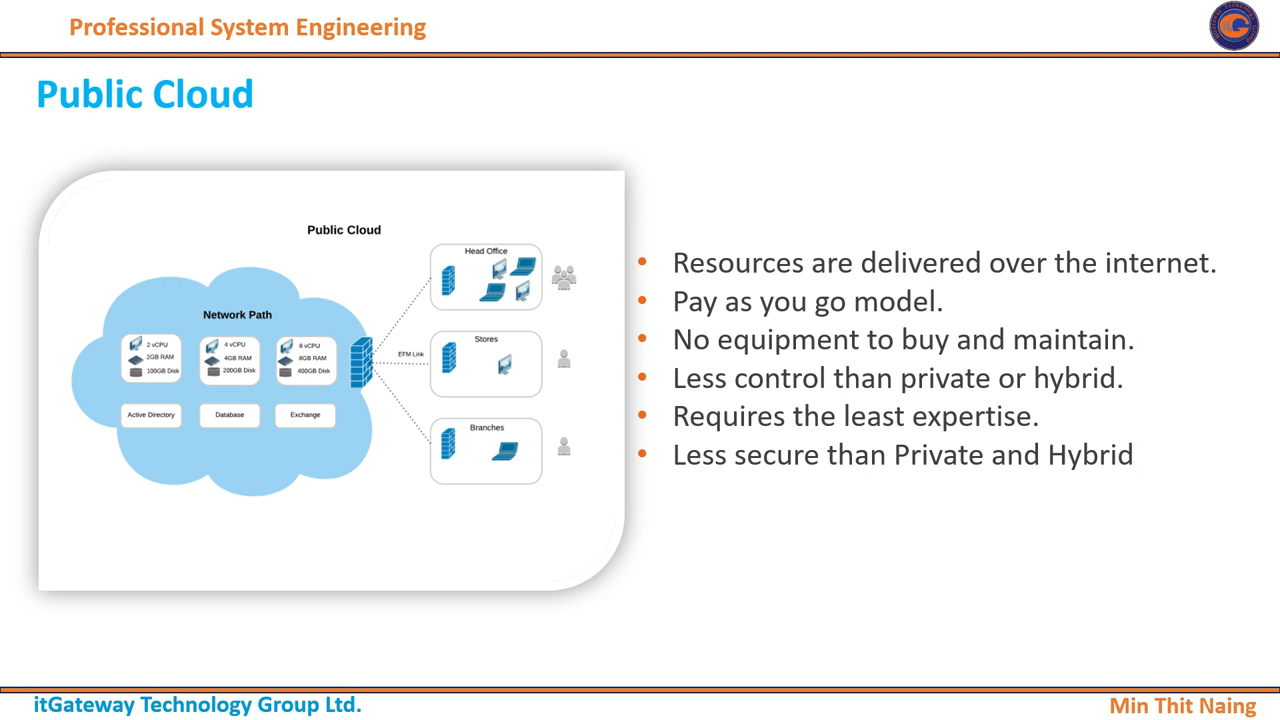 Professional System Engineering
Public Cloud
Public Cloud
Network Path
2 vCPU
2GB RAM
100GB Disk
4 vCPU
4GB RAM
200GB Disk
8 vCPU
8GB RAM
400GB Disk
Active Directory
Database
Exchange
EFM Link
Head Office
Stores
Branches
• Resources are delivered over the internet.
• Pay as you go model.
• No equipment to buy and maintain.
• Less control than private or hybrid.
• Requires the least expertise.
• Less secure than Private and Hybrid
itGateway Technology Group Ltd.
Min Thit Naing